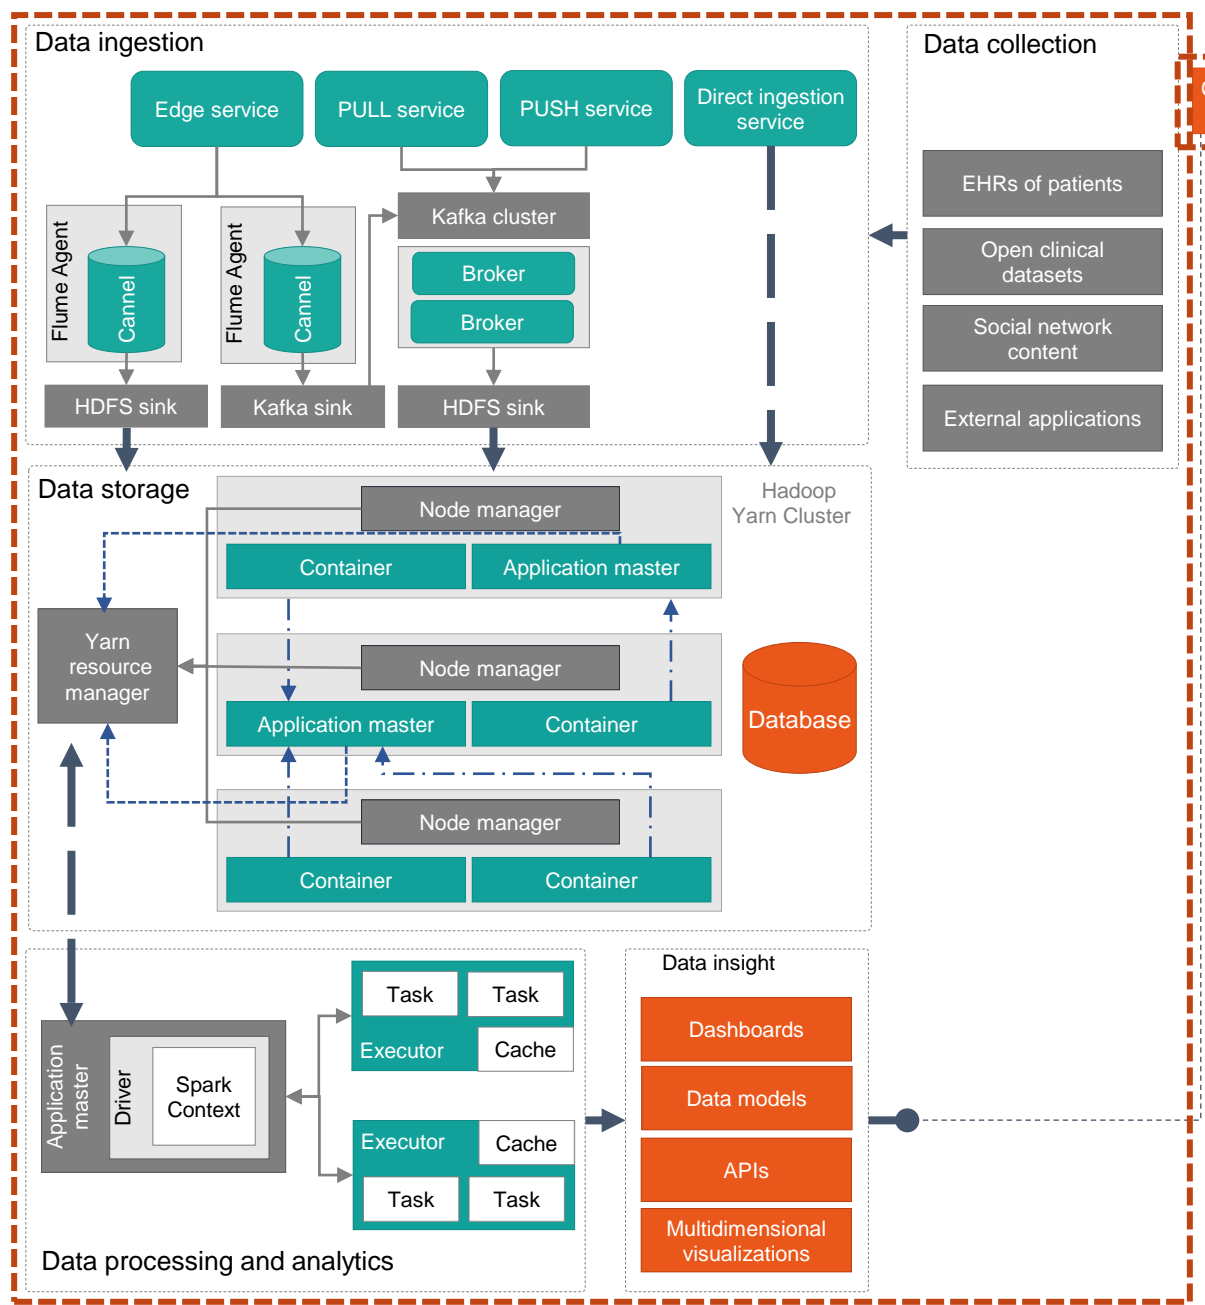 Data ingestion
Edge service
PULL service
PUSH service
Direct ingestion
service
Flume Agent
Cannel
Flume Agent
Cannel
Kafka cluster
Broker
Broker
HDFS sink
Kafka sink
HDFS sink
Data collection
EHRs of patients
Open clinical
datasets
Social network
content
External applications
Data storage
Hadoop
Yarn Cluster
Node manager
Container
Application master
Yarn
resource
manager
Node manager
Application master
Container
Database
Node manager
Container
Container
Application
master
Driver
Spark
Context
Task
Task
Executor
Cache
Executor
Cache
Task
Task
Data processing and analytics
Data insight
Dashboards
Data models
APIs
Multidimensional
visualizations